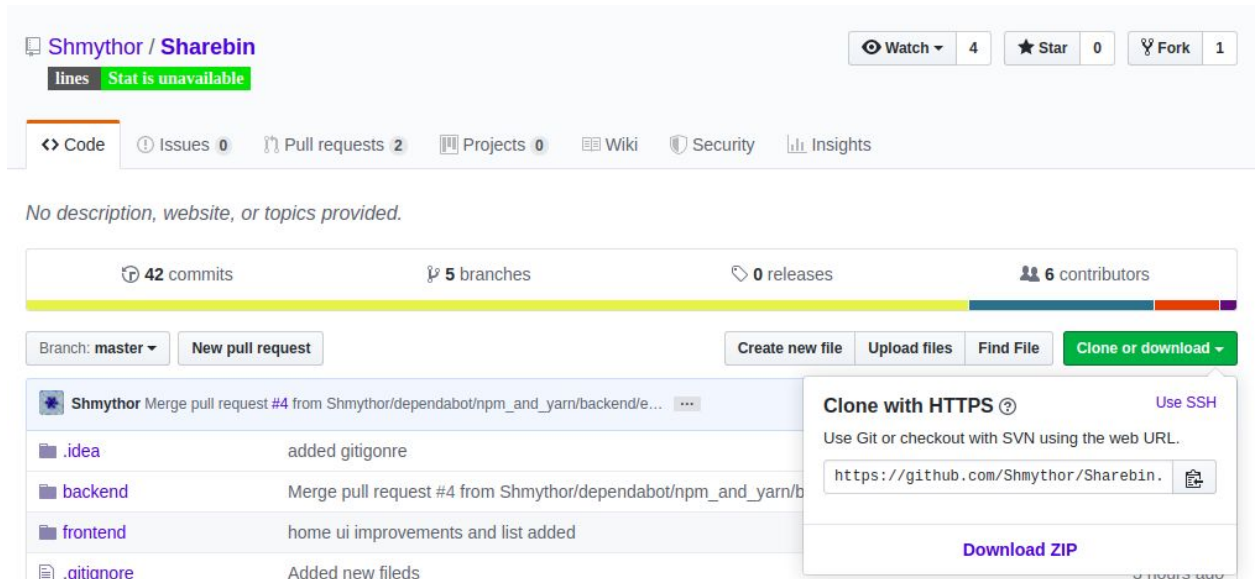 Shmythor / Sharebin
Watch 4 Star 0 Fork 1
lines Stat is unavailable
<> Code Issues 0 Pull requests 2 Projects 0 Wiki Security Insights
No description, website, or topics provided.
42 commits 5 branches 0 releases 6 contributors
Branch: master New pull request Create new file Upload files Find File Clone or download
Shmythor Merge pull request #4 from Shmythor/dependabot/npm_and_yarn/backend/e… ...
Clone with HTTPS Use SSH
Use Git or checkout with SVN using the web URL.
https://github.com/Shmythor/Sharebin.
Download ZIP
.idea added gitigonre
backend Merge pull request #4 from Shmythor/dependabot/npm_and_yarn/b
frontend home ui improvements and list added
.gitignore Added new fileds 3 hours ago